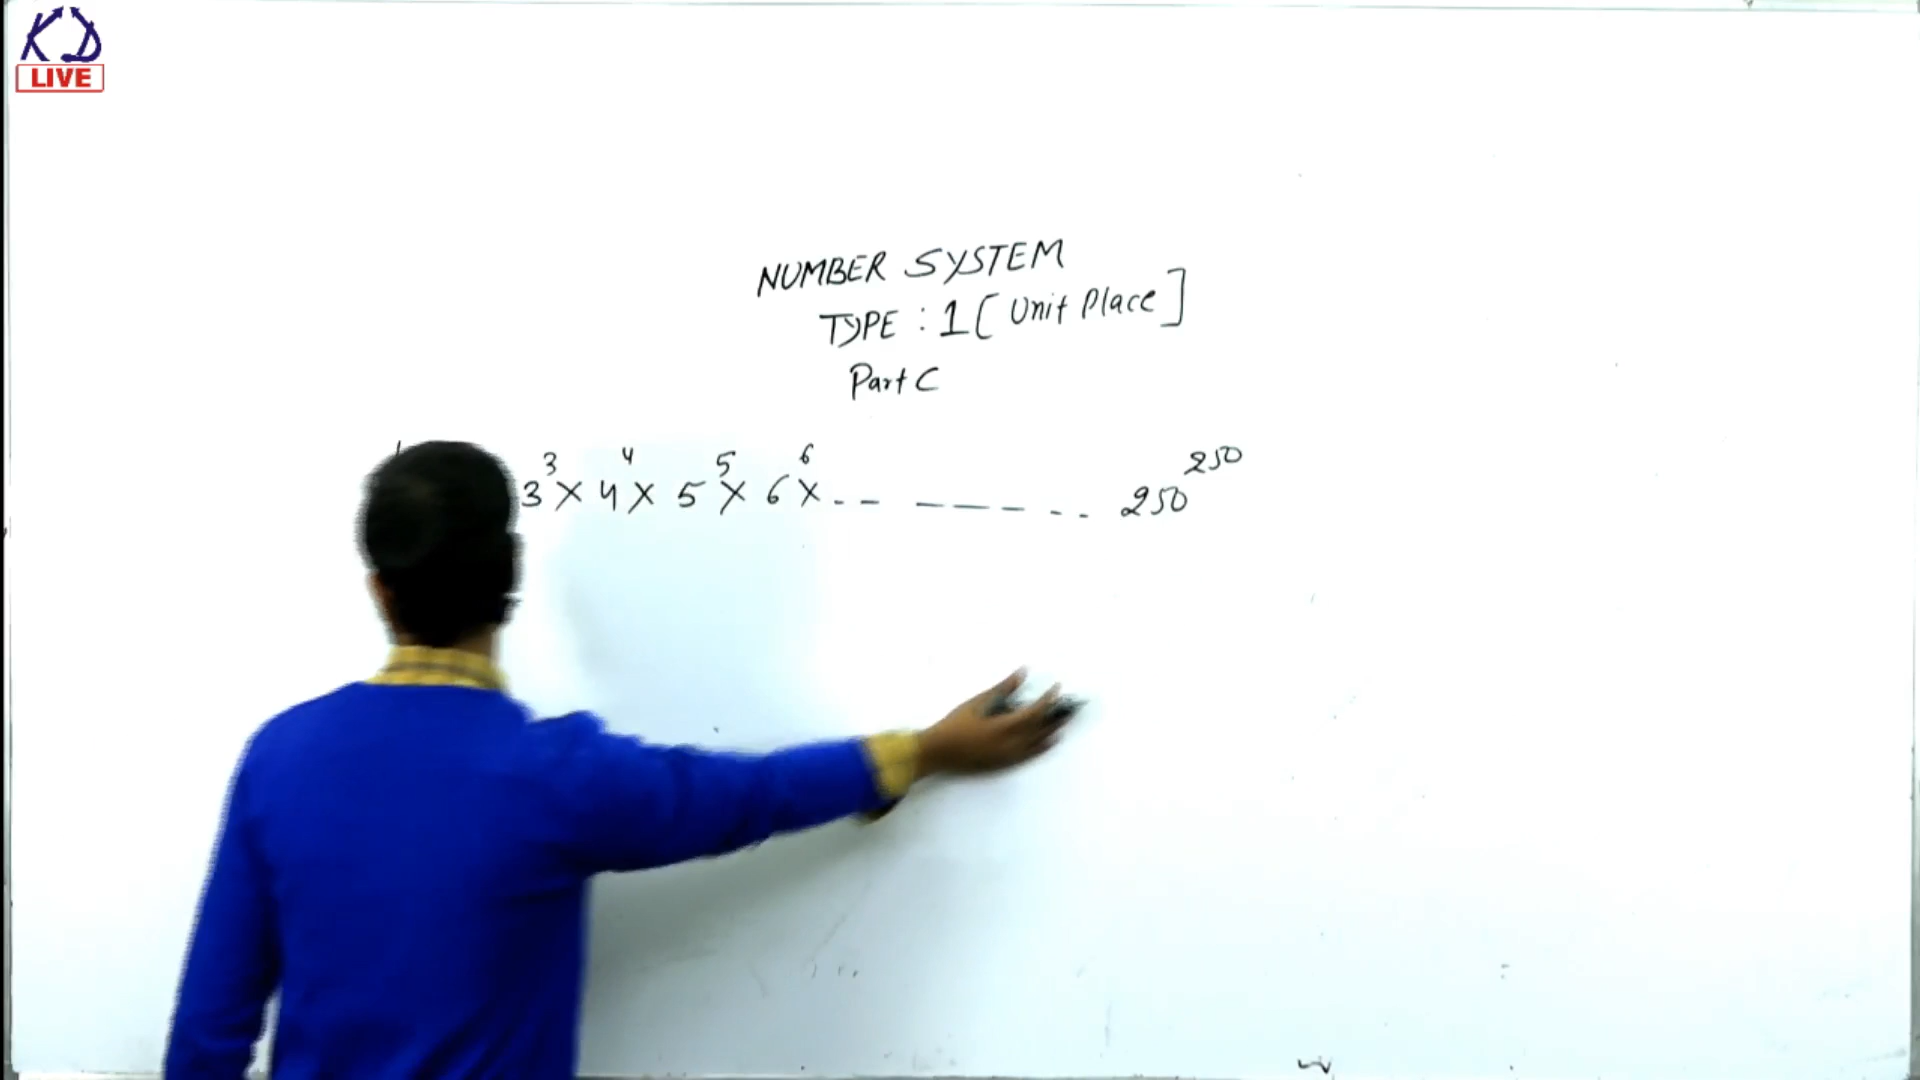 KD
LIVE
NUMBER SYSTEM
TYPE : 1 [ Unit Place ]
Part C
3³ × 4⁴ × 5⁵ × 6⁶ × -- ---- -- 250²⁵⁰